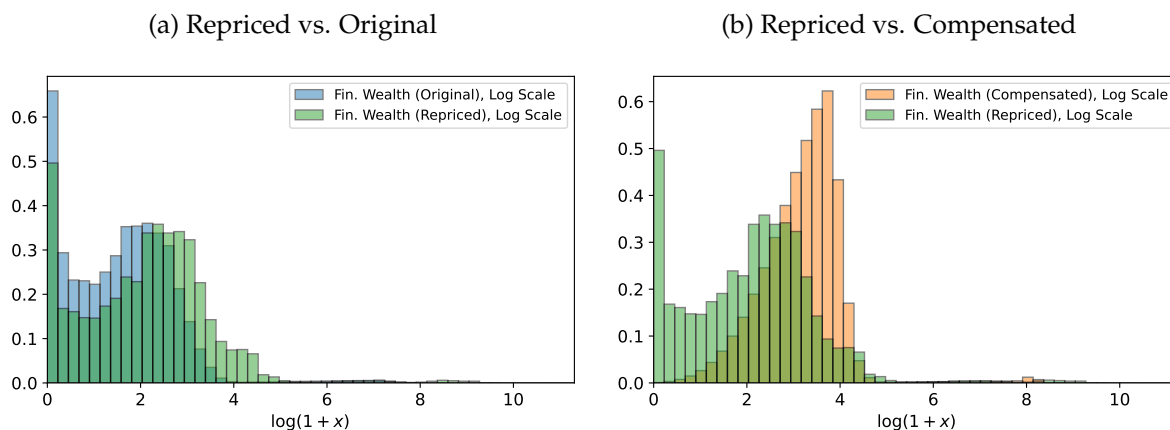 (a) Repriced vs. Original
Fin. Wealth (Original), Log Scale
Fin. Wealth (Repriced), Log Scale
0.6
0.5
0.4
0.3
0.2
0.1
0.0
0 2 4 6 8 10
log(1 + x)
(b) Repriced vs. Compensated
Fin. Wealth (Compensated), Log Scale
Fin. Wealth (Repriced), Log Scale
0.6
0.5
0.4
0.3
0.2
0.1
0.0
0 2 4 6 8 10
log(1 + x)